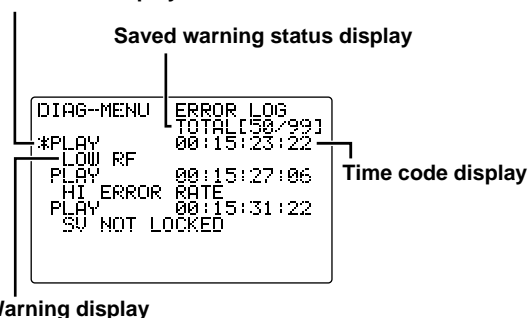 Saved warning status display
DIAG-MENU ERROR LOG
TOTAL[50/99]
*PLAY 00:15:23:22
LOW RF
PLAY 00:15:27:06
HI ERROR RATE
PLAY 00:15:31:22
SV NOT LOCKED
Time code display
Warning display